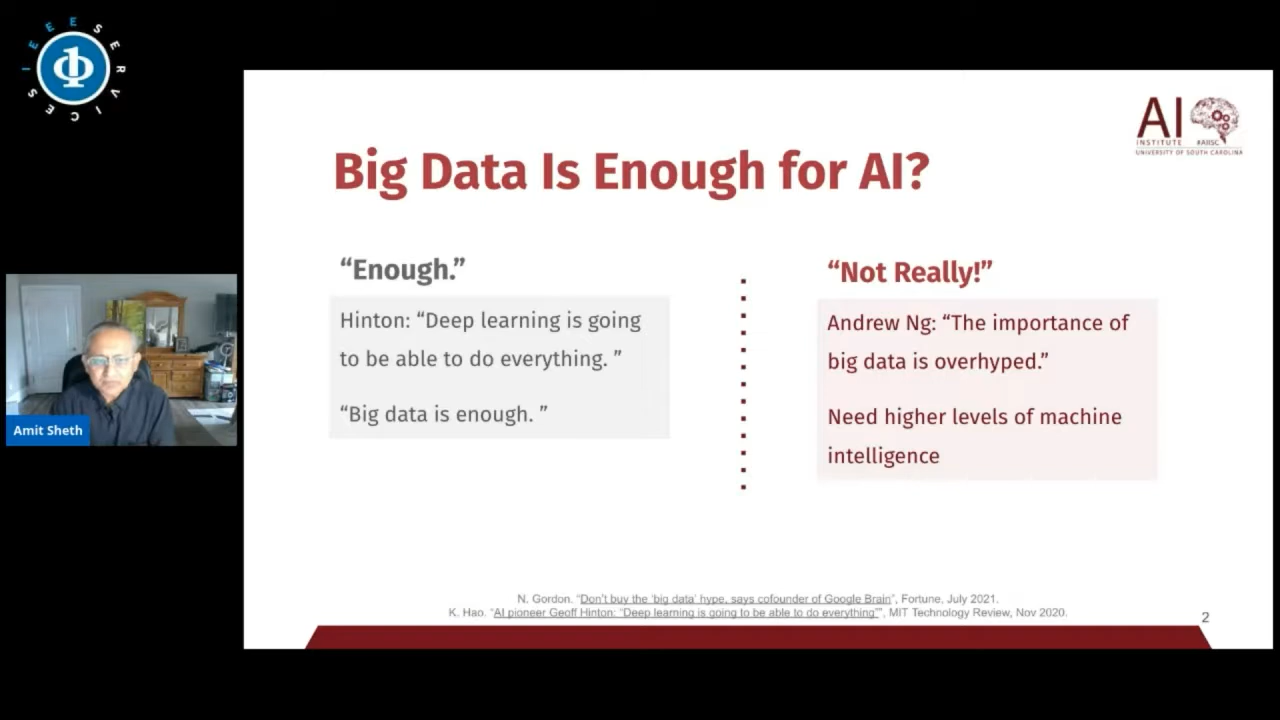 IEEE SERVICES
AI
INSTITUTE #AIISC
UNIVERSITY OF SOUTH CAROLINA
Big Data Is Enough for AI?
“Enough.”
Hinton: “Deep learning is going
to be able to do everything. ”
“Big data is enough. ”
“Not Really!”
Andrew Ng: “The importance of
big data is overhyped.”
Need higher levels of machine
intelligence
Amit Sheth
N. Gordon. “Don’t buy the ‘big data’ hype, says cofounder of Google Brain”, Fortune, July 2021.
K. Hao. “AI pioneer Geoff Hinton: “Deep learning is going to be able to do everything””, MIT Technology Review, Nov 2020.
2